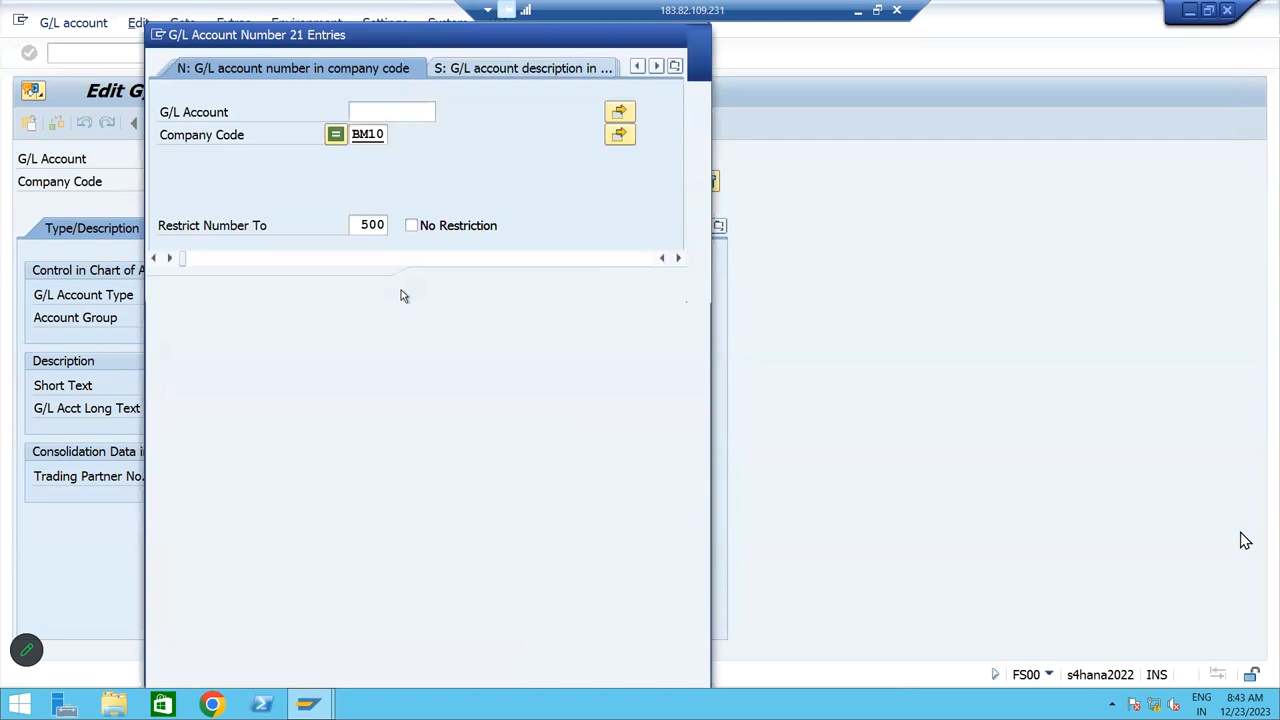 183.82.109.231
G/L account
G/L Account Number 21 Entries
N: G/L account number in company code
S: G/L account description in ...
Edit G
G/L Account
Company Code
BM10
G/L Account
Company Code
Restrict Number To
500
No Restriction
Type/Description
Control in Chart of A
G/L Account Type
Account Group
Description
Short Text
G/L Acct Long Text
Consolidation Data i
Trading Partner No.
FS00
s4hana2022
INS
ENG
IN
8:43 AM
12/23/2023